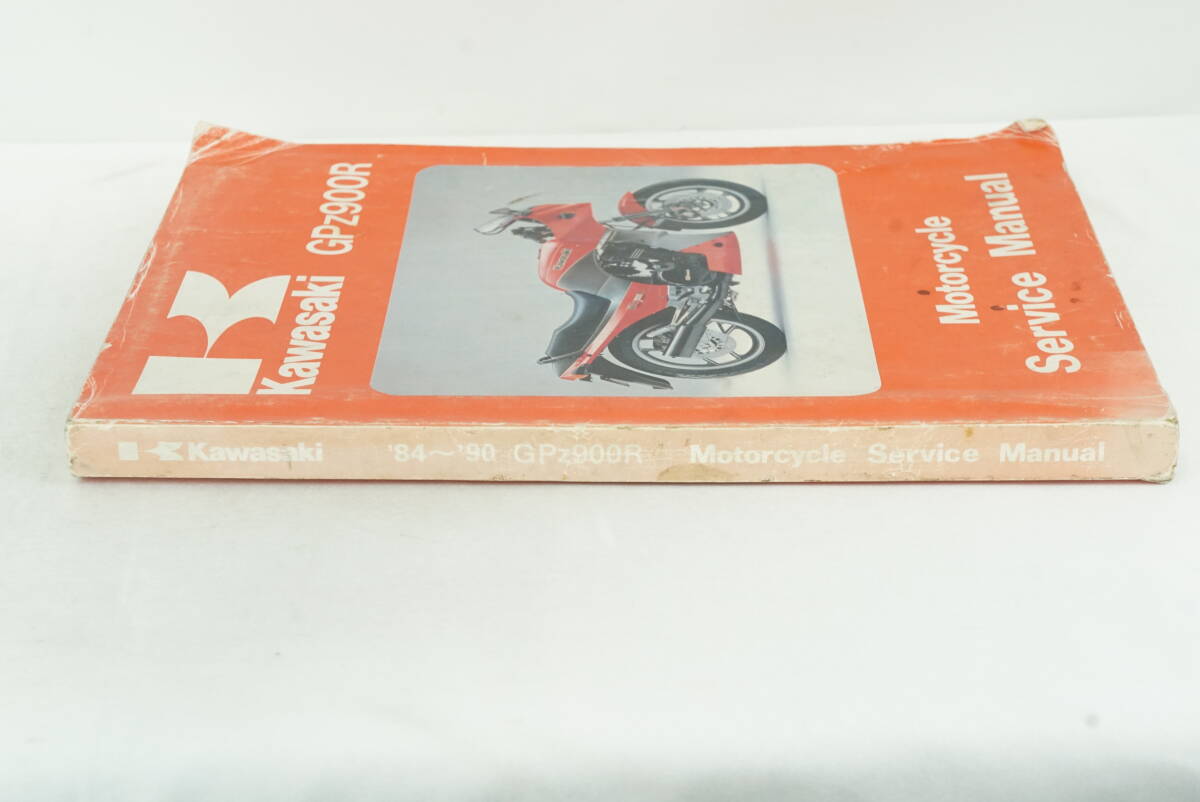 Kawasaki GPz900R
Motorcycle
Service Manual
Kawasaki '84～'90 GPz900R Motorcycle Service Manual